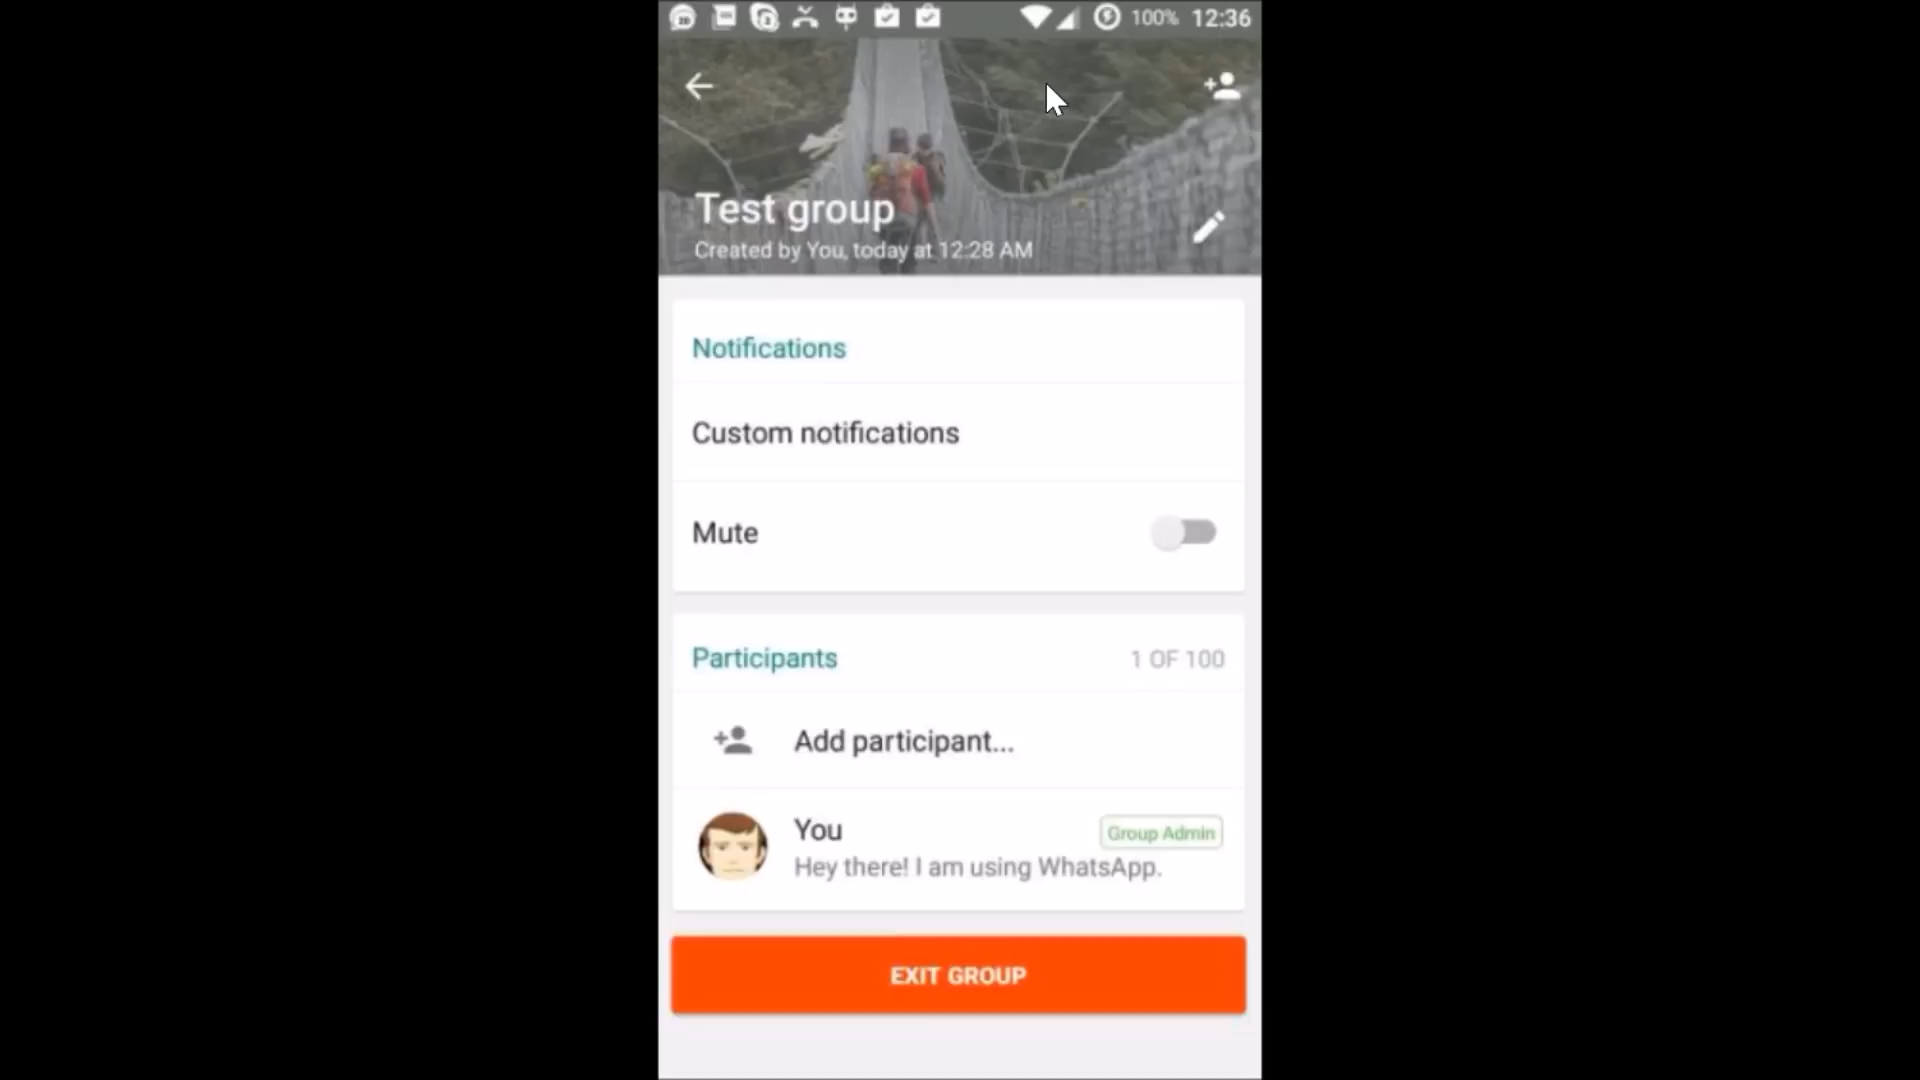 100% 12:36
Test group
Created by You, today at 12:28 AM
Notifications
Custom notifications
Mute
Participants 1 OF 100
Add participant...
You Group Admin
Hey there! I am using WhatsApp.
EXIT GROUP